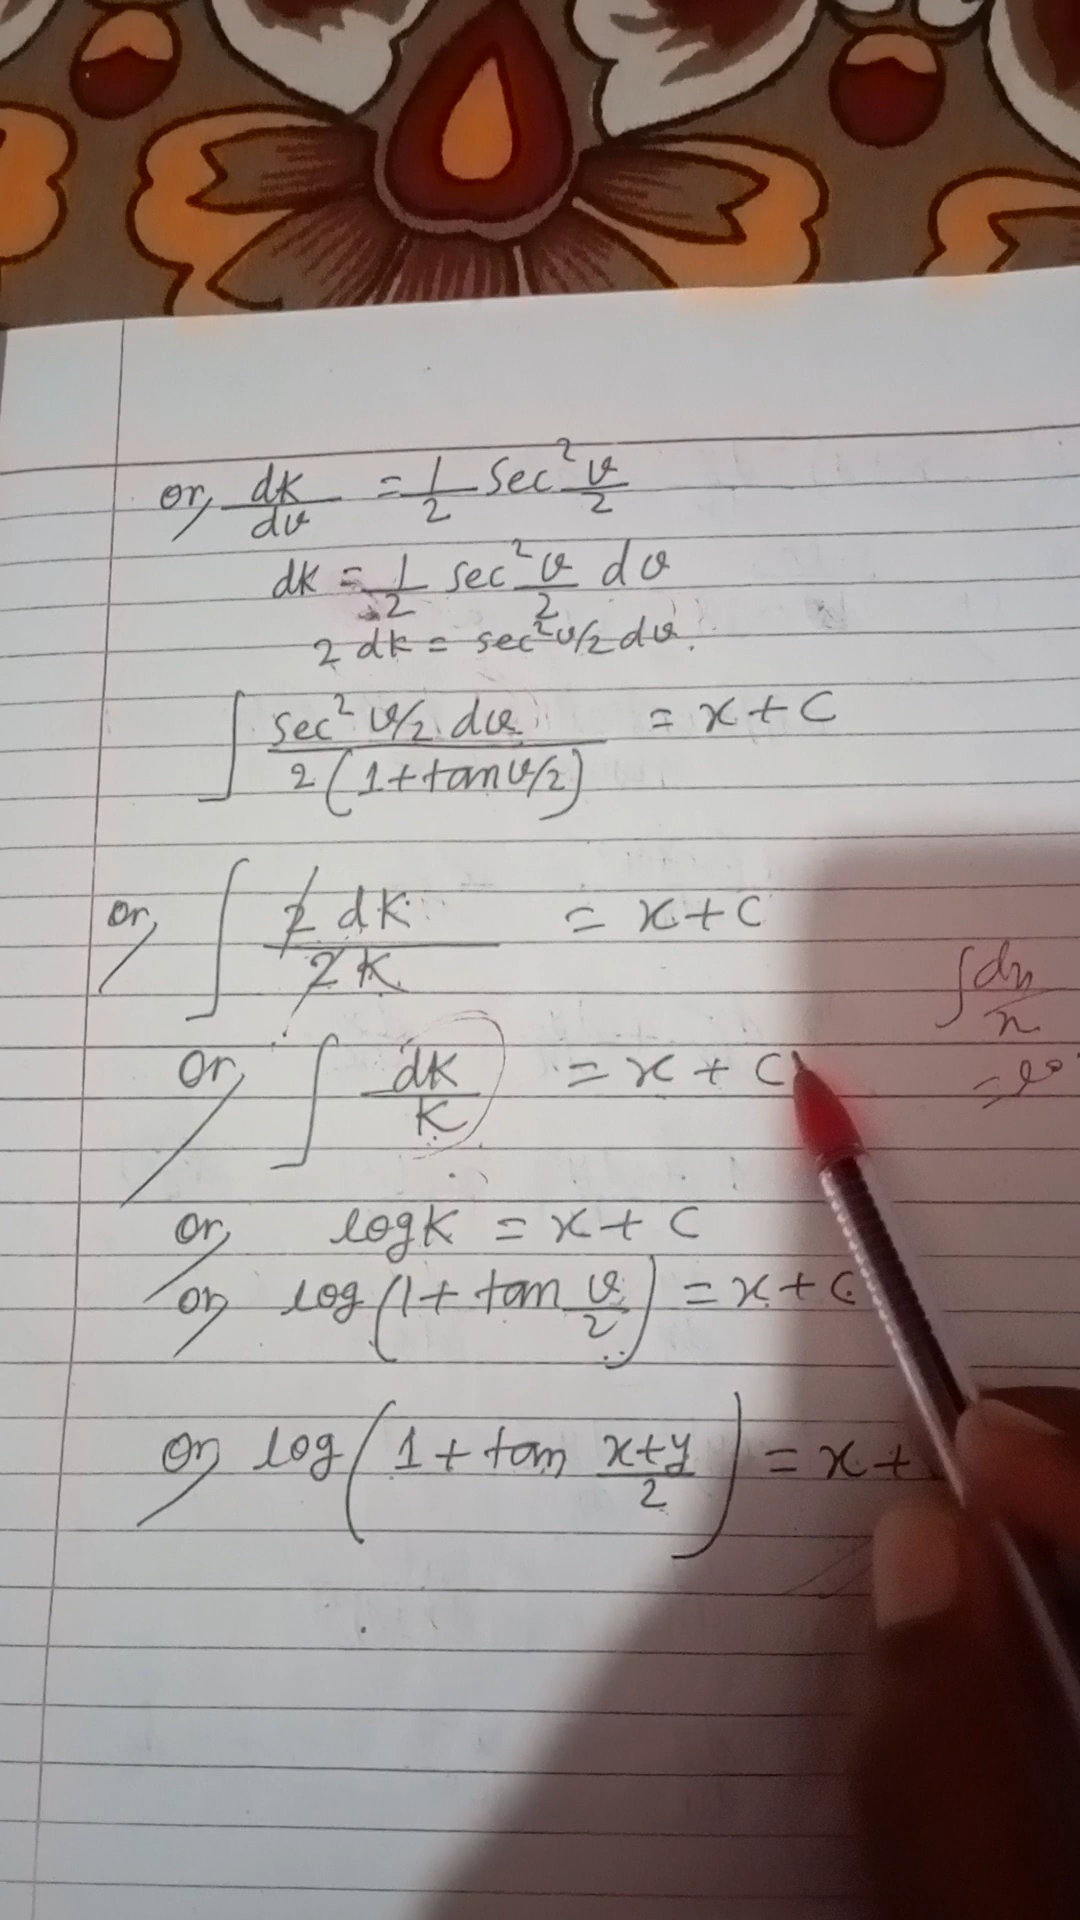 or, dk/dv = 1/2 sec² v/2
dk = 1/2 sec² v/2 dv
2 dk = sec² v/2 dv.
∫ sec² v/2 dv / 2(1+tan v/2) = x + c
or, ∫ 2 dk / 2k = x + c
∫ dn/n
or, ∫ dk/k = x + c
or, log k = x + c
or, log(1 + tan v/2) = x + c
or, log(1 + tan x+y/2) = x +